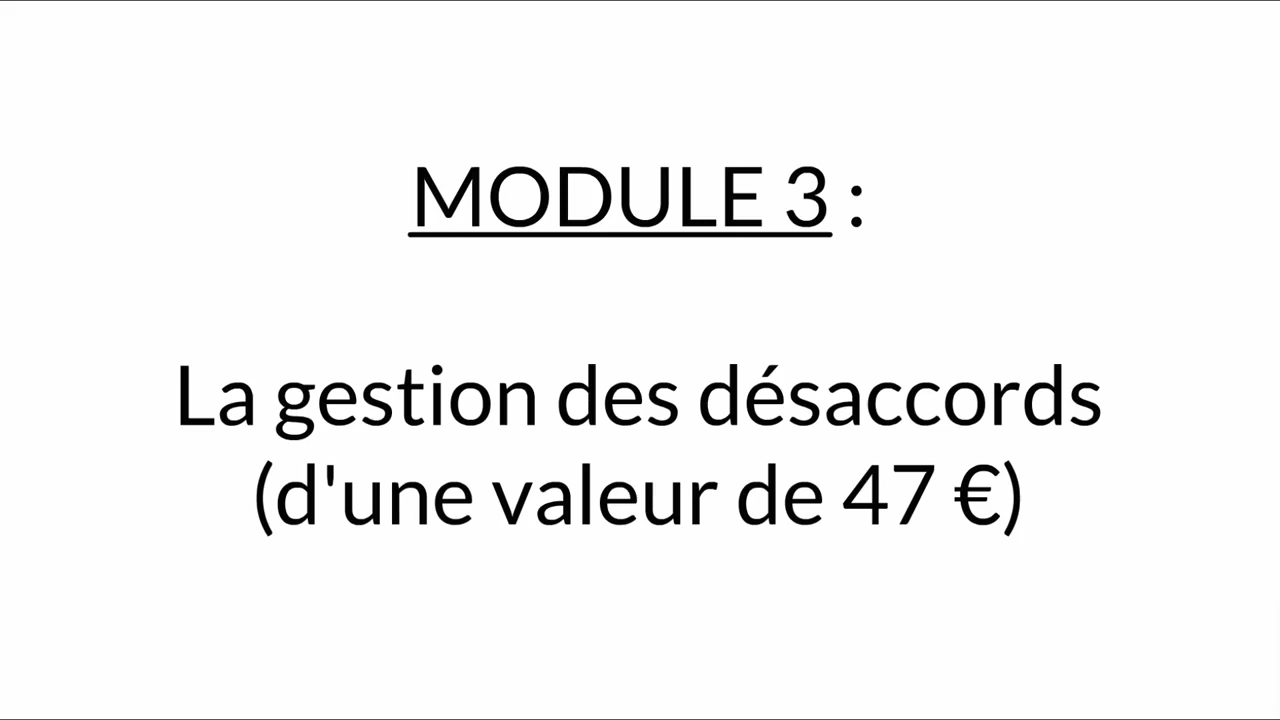 MODULE 3 :
La gestion des désaccords
(d'une valeur de 47 €)